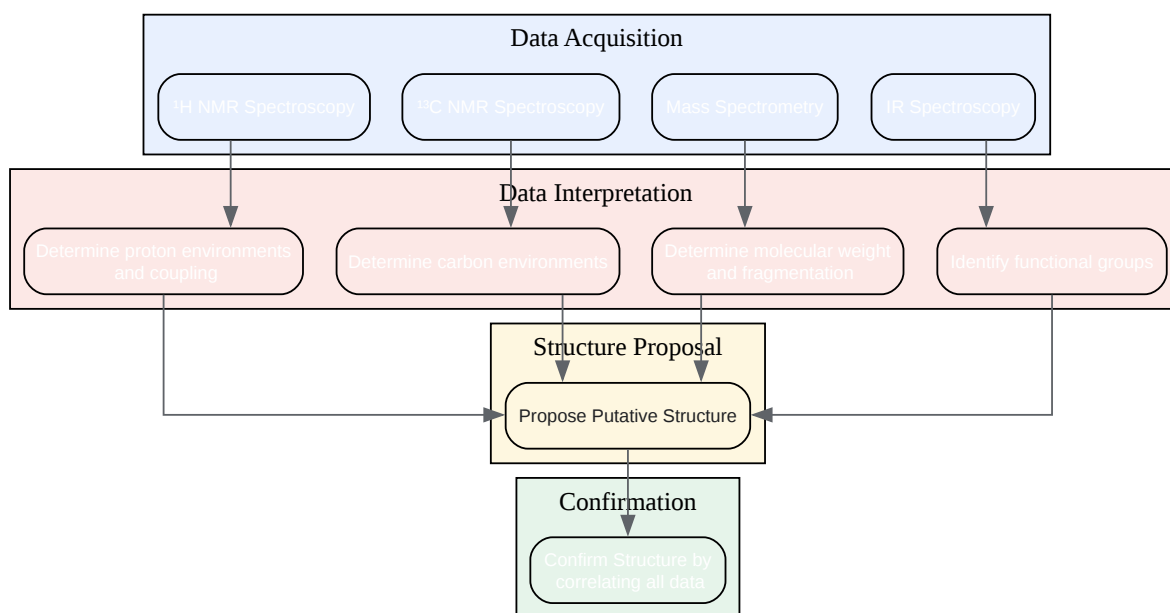 Data Acquisition
¹H NMR Spectroscopy
¹³C NMR Spectroscopy
Mass Spectrometry
IR Spectroscopy
Data Interpretation
Determine proton environments
and coupling
Determine carbon environments
Determine molecular weight
and fragmentation
Identify functional groups
Structure Proposal
Propose Putative Structure
Confirmation
Confirm Structure by
correlating all data